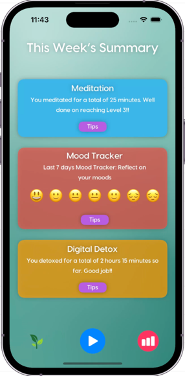 11:43
This Week's Summary
Meditation
You meditated for a total of 25 minutes. Well
done on reaching Level 3!!
Tips
Mood Tracker
Last 7 days Mood Tracker: Reflect on
your moods
Tips
Digital Detox
You detoxed for a total of 2 hours 15 minutes so
far. Good job!!
Tips